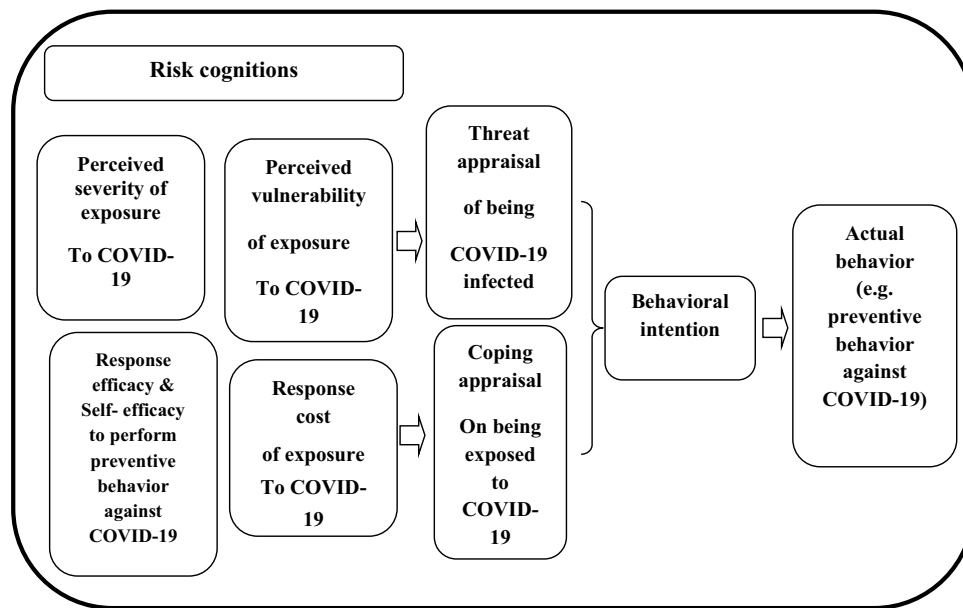 Risk cognitions
Perceived
severity of
exposure
To COVID-
19
Perceived
vulnerability
of exposure
To COVID-
19
Threat
appraisal
of being
COVID-19
infected
Response
efficacy &
Self- efficacy
to perform
preventive
behavior
against
COVID-19
Response
cost
of exposure
To COVID-
19
Coping
appraisal
On being
exposed
to
COVID-
19
Behavioral
intention
Actual
behavior
(e.g.
preventive
behavior
against
COVID-19)